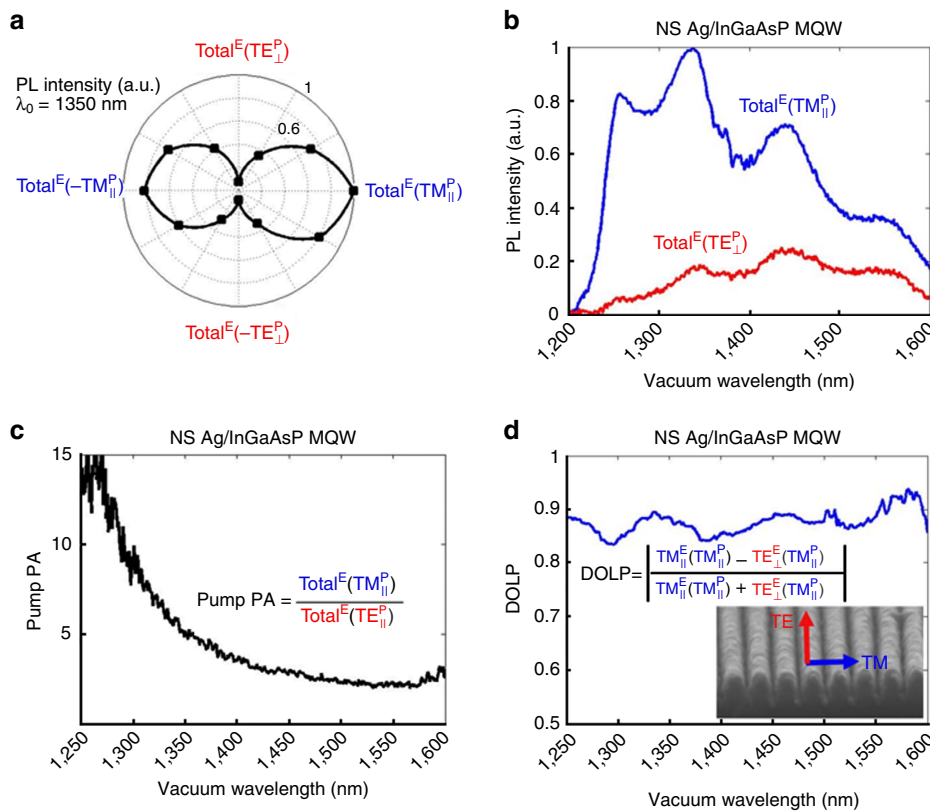 a
Total^E(TE^P_⊥)
PL intensity (a.u.)
λ₀ = 1350 nm
1
0.6
Total^E(–TM^P_||)
Total^E(TM^P_||)
Total^E(–TE^P_⊥)
b
NS Ag/InGaAsP MQW
PL intensity (a.u.)
1
0.8
0.6
0.4
0.2
0
Total^E(TM^P_||)
Total^E(TE^P_⊥)
1,200
1,300
1,400
1,500
1,600
Vacuum wavelength (nm)
c
NS Ag/InGaAsP MQW
Pump PA
15
10
5
Pump PA = Total^E(TM^P_||)
Total^E(TE^P_||)
1,250
1,300
1,350
1,400
1,450
1,500
1,550
1,600
Vacuum wavelength (nm)
d
NS Ag/InGaAsP MQW
DOLP
1
0.9
0.8
0.7
0.6
0.5
DOLP= | TM^E_||(TM^P_||) – TE^E_⊥(TM^P_||) |
TM^E_||(TM^P_||) + TE^E_⊥(TM^P_||)
TE
TM
1,250
1,300
1,350
1,400
1,450
1,500
1,550
1,600
Vacuum wavelength (nm)